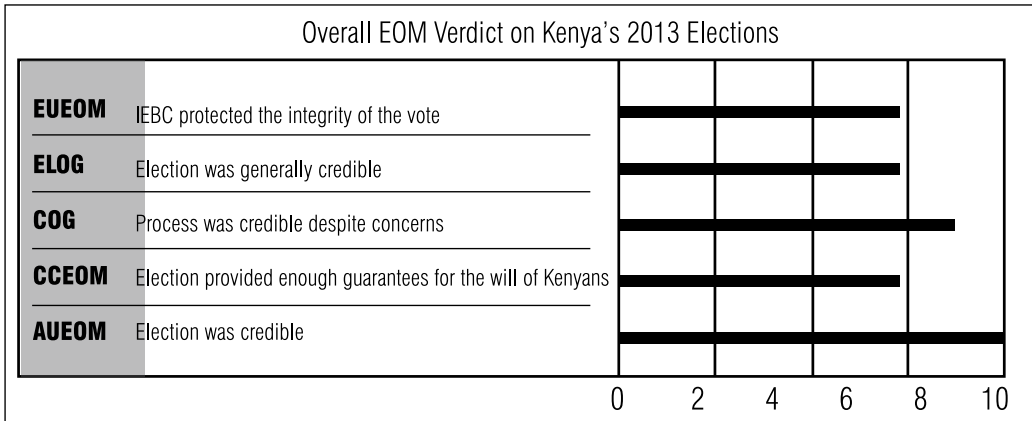 Overall EOM Verdict on Kenya’s 2013 Elections
EUEOM IEBC protected the integrity of the vote
ELOG Election was generally credible
COG Process was credible despite concerns
CCEOM Election provided enough guarantees for the will of Kenyans
AUEOM Election was credible
0 2 4 6 8 10